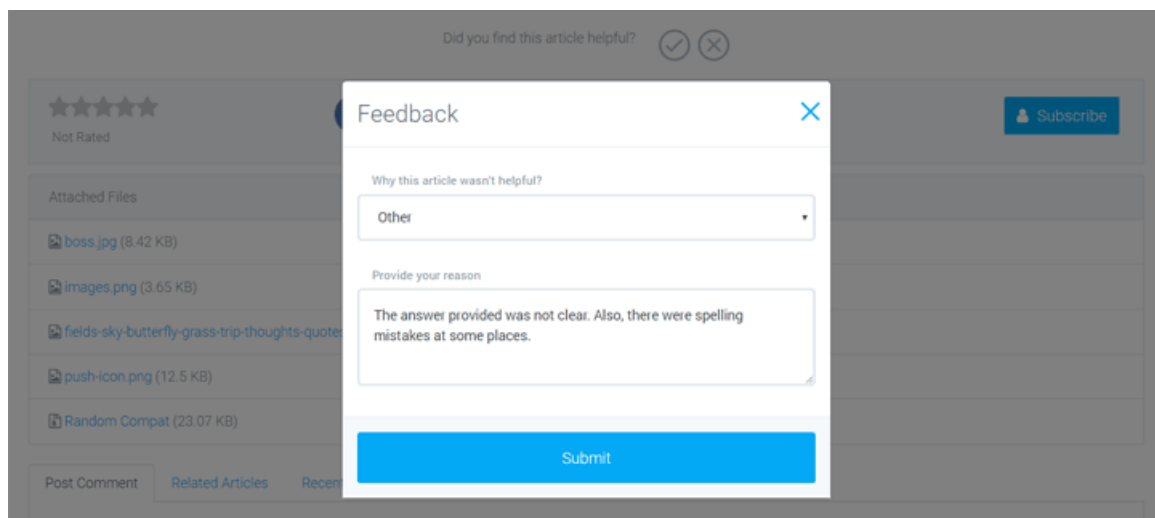 Did you find this article helpful?
Not Rated
Subscribe
Feedback
Why this article wasn't helpful?
Other
Provide your reason
The answer provided was not clear. Also, there were spelling
mistakes at some places.
Submit
Attached Files
boss.jpg (8.42 KB)
images.png (3.65 KB)
fields-sky-butterfly-grass-trip-thoughts-quotes
push-icon.png (12.5 KB)
Random Compat (23.07 KB)
Post Comment Related Articles Recen